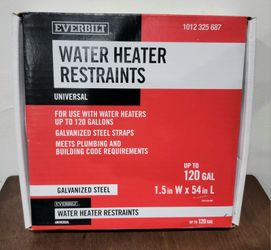 EVERBILT
1012 325 687
WATER HEATER
RESTRAINTS
UNIVERSAL
FOR USE WITH WATER HEATERS
UP TO 120 GALLONS
GALVANIZED STEEL STRAPS
MEETS PLUMBING AND
BUILDING CODE REQUIREMENTS
UP TO
120 GAL
GALVANIZED STEEL
1.5in W x 54in L
EVERBILT
WATER HEATER RESTRAINTS
UNIVERSAL
UP TO 120 GAL